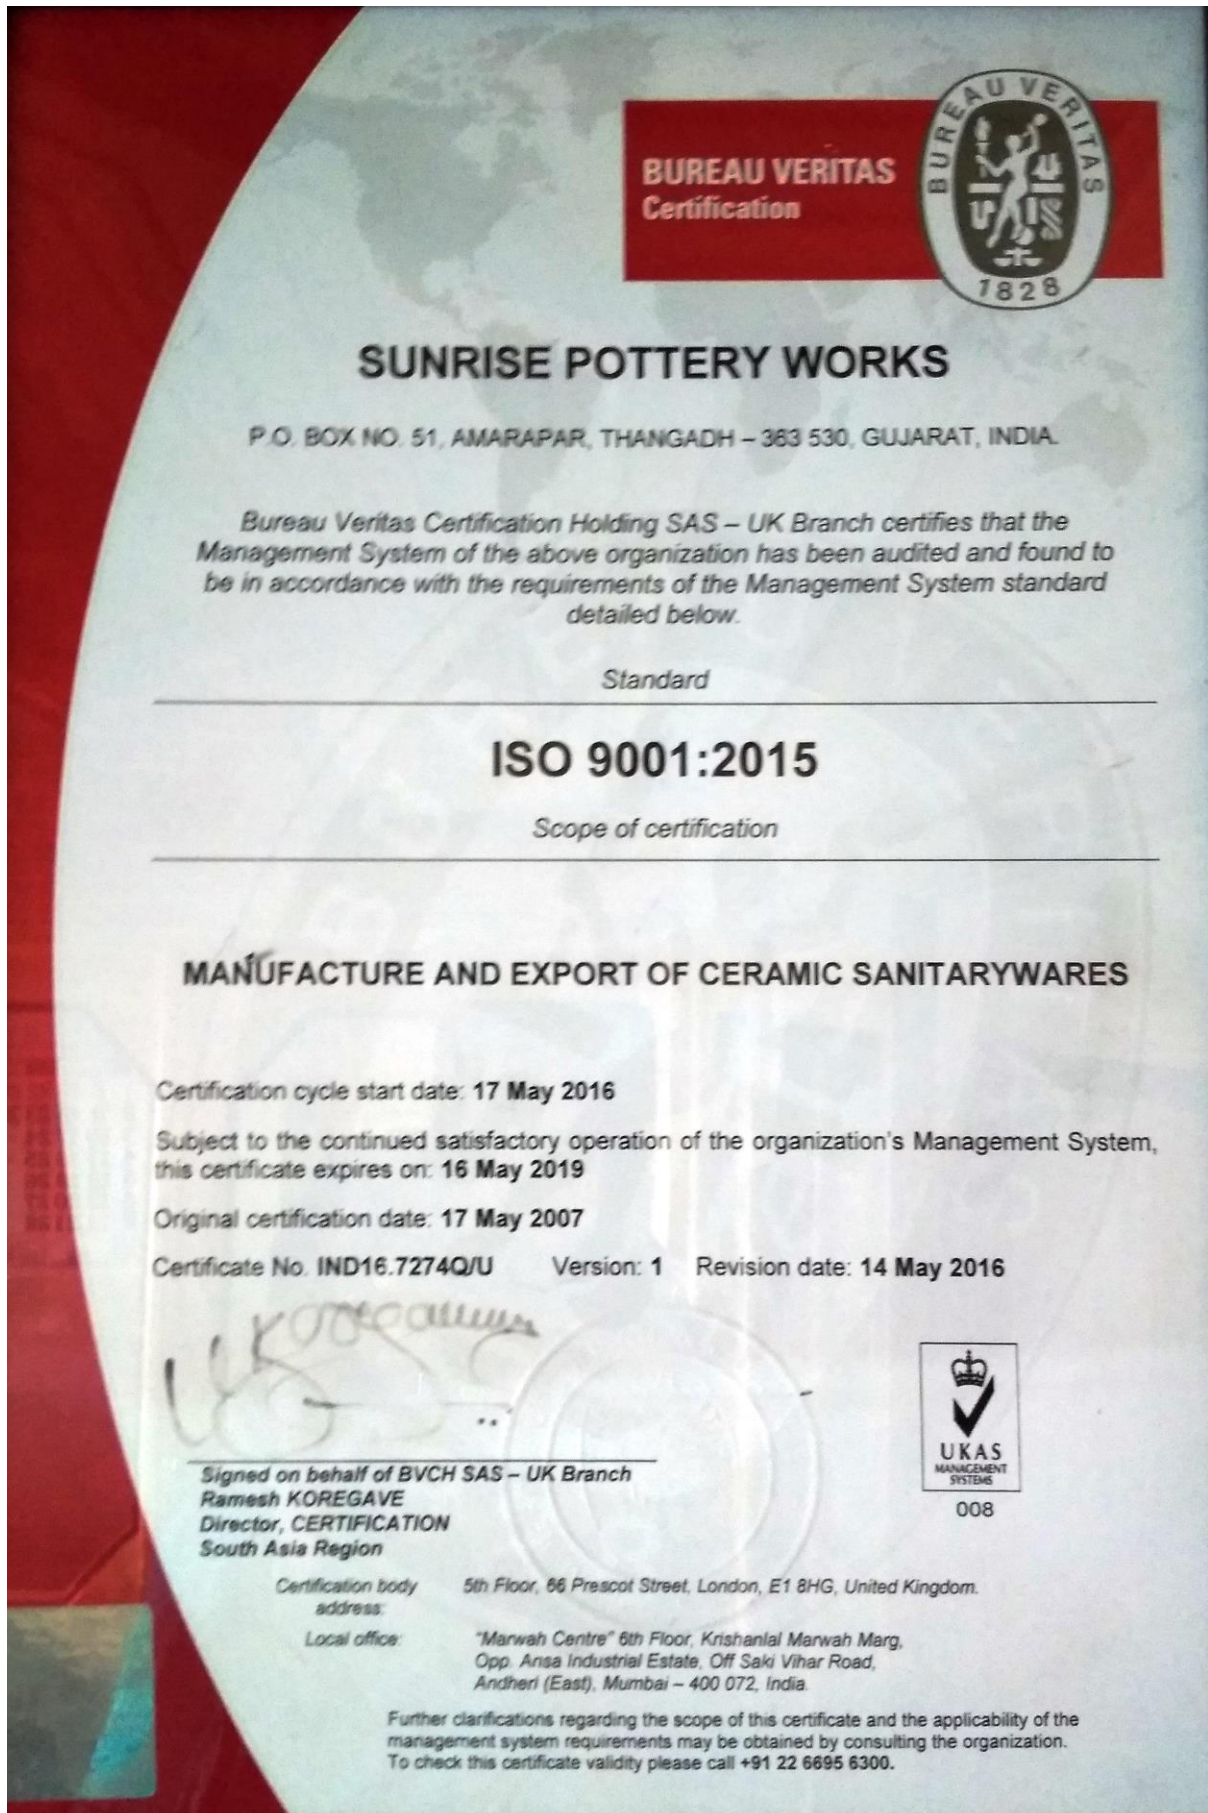 BUREAU VERITAS
Certification
BUREAU VERITAS
1828
SUNRISE POTTERY WORKS
P.O. BOX NO. 51, AMARAPAR, THANGADH – 363 530, GUJARAT, INDIA.
Bureau Veritas Certification Holding SAS – UK Branch certifies that the
Management System of the above organization has been audited and found to
be in accordance with the requirements of the Management System standard
detailed below.
Standard
ISO 9001:2015
Scope of certification
MANUFACTURE AND EXPORT OF CERAMIC SANITARYWARES
Certification cycle start date: 17 May 2016
Subject to the continued satisfactory operation of the organization's Management System,
this certificate expires on: 16 May 2019
Original certification date: 17 May 2007
Certificate No. IND16.7274Q/U Version: 1 Revision date: 14 May 2016
Signed on behalf of BVCH SAS – UK Branch
Ramesh KOREGAVE
Director, CERTIFICATION
South Asia Region
UKAS
MANAGEMENT
SYSTEMS
008
Certification body address: 5th Floor, 66 Prescot Street, London, E1 8HG, United Kingdom.
Local office: "Marwah Centre" 6th Floor, Krishanlal Marwah Marg,
Opp. Ansa Industrial Estate, Off Saki Vihar Road,
Andheri (East), Mumbai – 400 072, India.
Further clarifications regarding the scope of this certificate and the applicability of the
management system requirements may be obtained by consulting the organization.
To check this certificate validity please call +91 22 6695 6300.